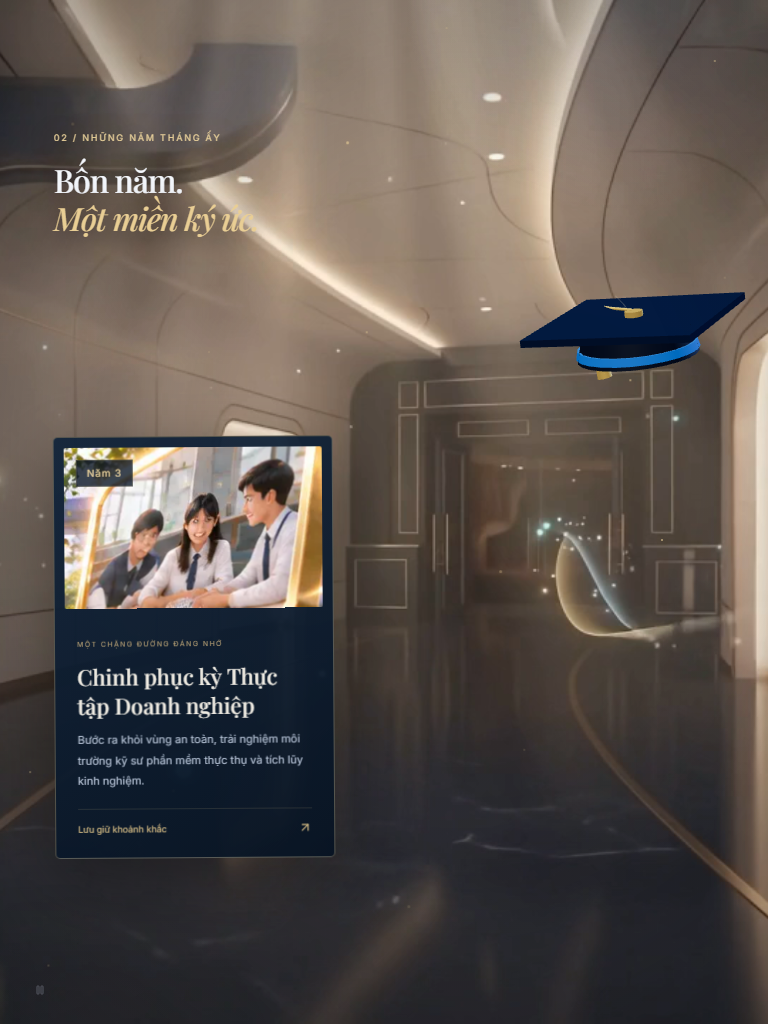 02 / NHỮNG NĂM THÁNG ẤY
Bốn năm.
Một miền ký ức.
Năm 3
MỘT CHẶNG ĐƯỜNG ĐÁNG NHỚ
Chinh phục kỳ Thực
tập Doanh nghiệp
Bước ra khỏi vùng an toàn, trải nghiệm môi
trường kỹ sư phần mềm thực thụ và tích lũy
kinh nghiệm.
Lưu giữ khoảnh khắc